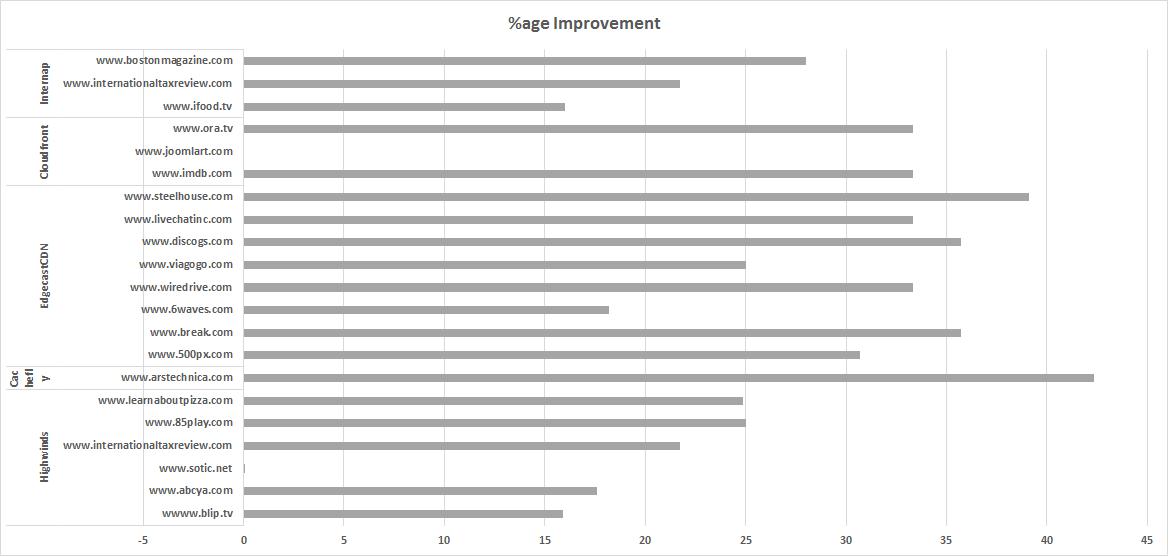 %age Improvement
Internap
www.bostonmagazine.com
www.internationaltaxreview.com
www.ifood.tv
Cloudfront
www.ora.tv
www.joomlart.com
www.imdb.com
EdgecastCDN
www.steelhouse.com
www.livechatinc.com
www.discogs.com
www.viagogo.com
www.wiredrive.com
www.6waves.com
www.break.com
www.500px.com
Cac
hefl
y
www.arstechnica.com
Highwinds
www.learnaboutpizza.com
www.85play.com
www.internationaltaxreview.com
www.sotic.net
www.abcya.com
wwww.blip.tv
-5 0 5 10 15 20 25 30 35 40 45